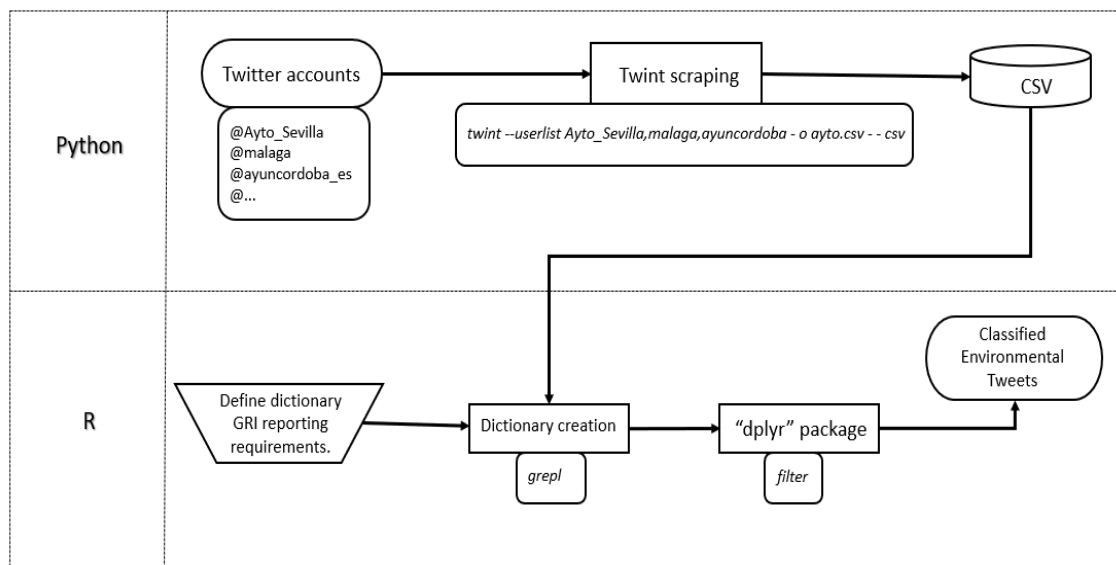 Python
Twitter accounts
@Ayto_Sevilla
@malaga
@ayuncordoba_es
@...
Twint scraping
twint --userlist Ayto_Sevilla,malaga,ayuncordoba - o ayto.csv - - csv
CSV
R
Define dictionary
GRI reporting
requirements.
Dictionary creation
grepl
“dplyr” package
filter
Classified
Environmental
Tweets